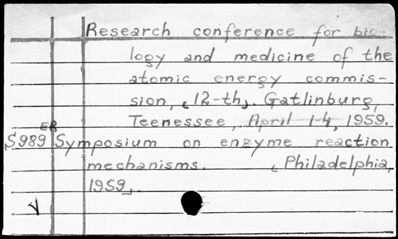 Research conference for bio-
logy and medicine of the
atomic energy commis-
sion, (12-th). Gatlinburg,
Teenessee, April 1-4, 1959.
ER
S989 Symposium on enzyme reaction
mechanisms. (Philadelphia,
1959).
√